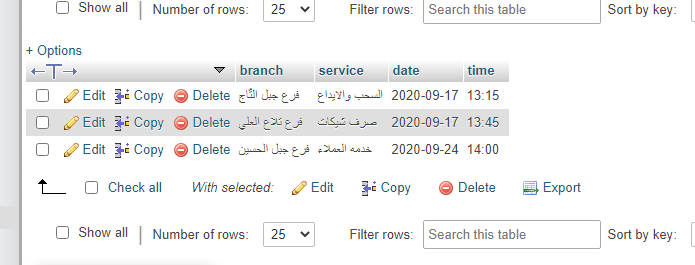 Show all | Number of rows: 25 Filter rows: Search this table Sort by key:
+ Options
←T→ branch service date time
Edit Copy Delete فرع جبل التّاج السحب والايداع 2020-09-17 13:15
Edit Copy Delete فرع تلاع العلي صرف شيكات 2020-09-17 13:45
Edit Copy Delete فرع جبل الحسين خدمه العملاء 2020-09-24 14:00
Check all With selected: Edit Copy Delete Export
Show all | Number of rows: 25 Filter rows: Search this table Sort by key: